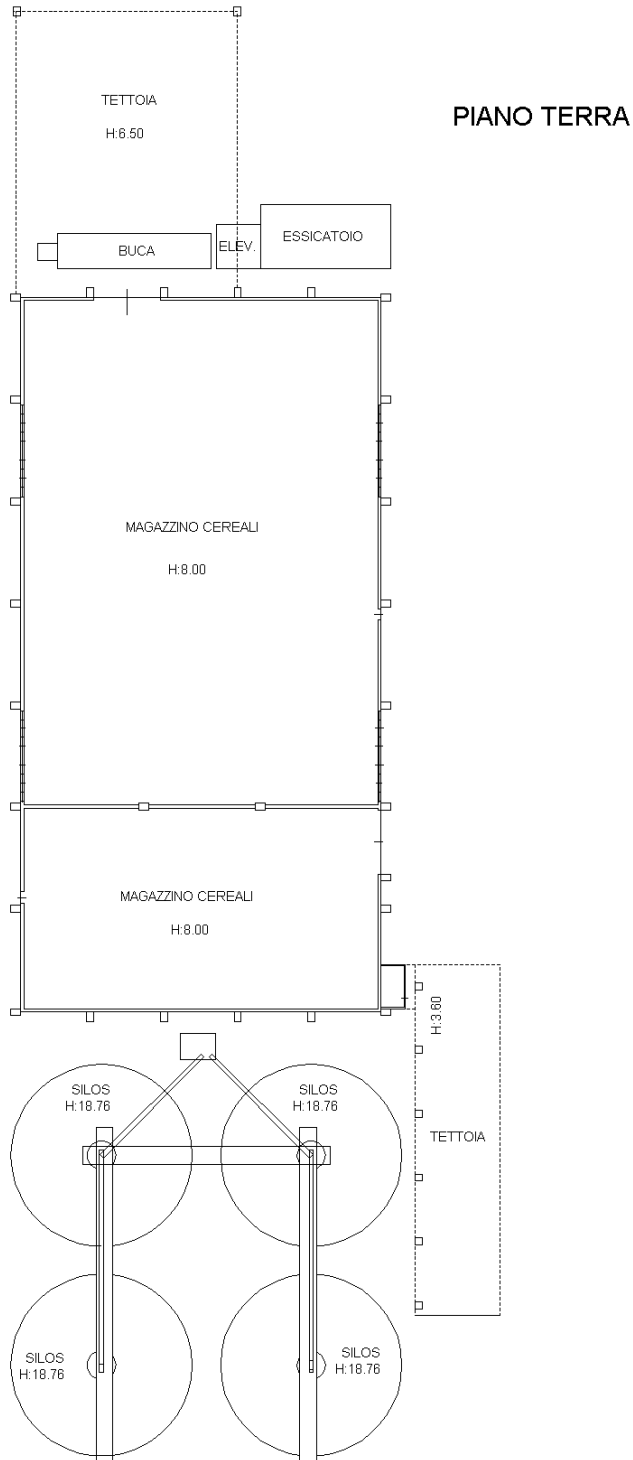 TETTOIA
H:6.50
PIANO TERRA
BUCA
ELEV.
ESSICATOIO
MAGAZZINO CEREALI
H:8.00
MAGAZZINO CEREALI
H:8.00
H:3.60
TETTOIA
SILOS
H:18.76
SILOS
H:18.76
SILOS
H:18.76
SILOS
H:18.76